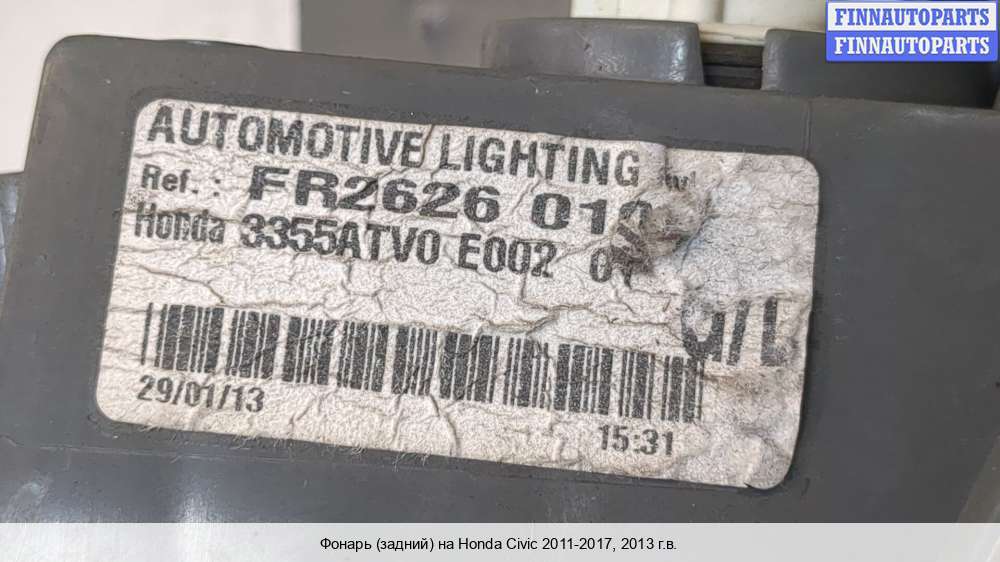 FINNAUTOPARTS
FINNAUTOPARTS
AUTOMOTIVE LIGHTING
Ref. : FR2626
Honda 3355ATV0 E002
29/01/13
15:31
Фонарь (задний) на Honda Civic 2011-2017, 2013 г.в.